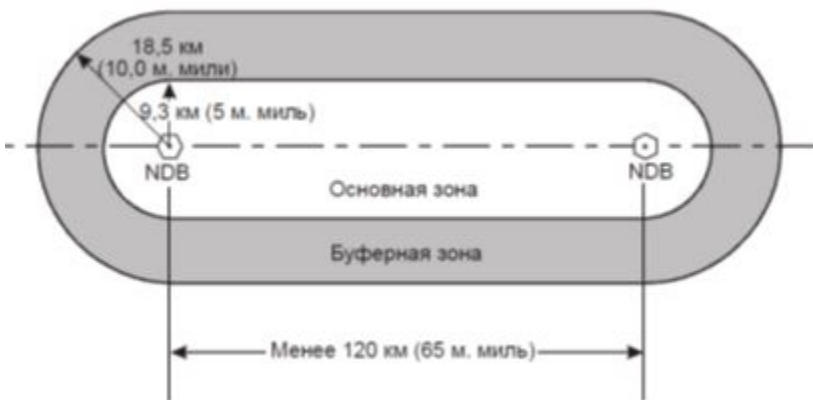 18,5 км
(10,0 м. мили)
9,3 км (5 м. миль)
NDB
NDB
Основная зона
Буферная зона
Менее 120 км (65 м. миль)